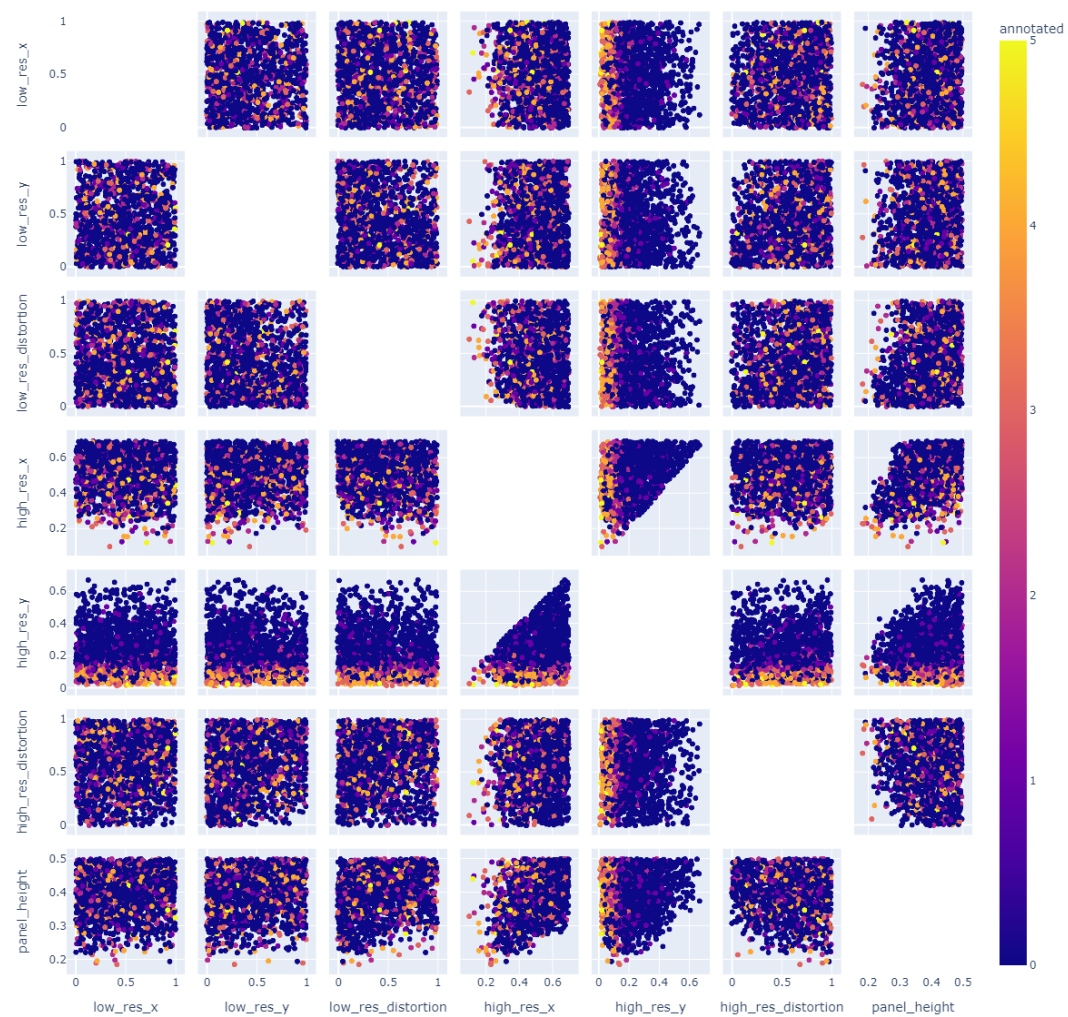 annotated
5
4
3
2
1
0
low_res_x
1
0.5
0
low_res_y
1
0.5
0
low_res_distortion
1
0.5
0
high_res_x
0.6
0.4
0.2
high_res_y
0.6
0.4
0.2
0
high_res_distortion
1
0.5
0
panel_height
0.5
0.4
0.3
0.2
0 0.5 1 0 0.5 1 0 0.5 1 0.2 0.4 0.6 0 0.2 0.4 0.6 0 0.5 1 0.2 0.3 0.4 0.5
low_res_x low_res_y low_res_distortion high_res_x high_res_y high_res_distortion panel_height